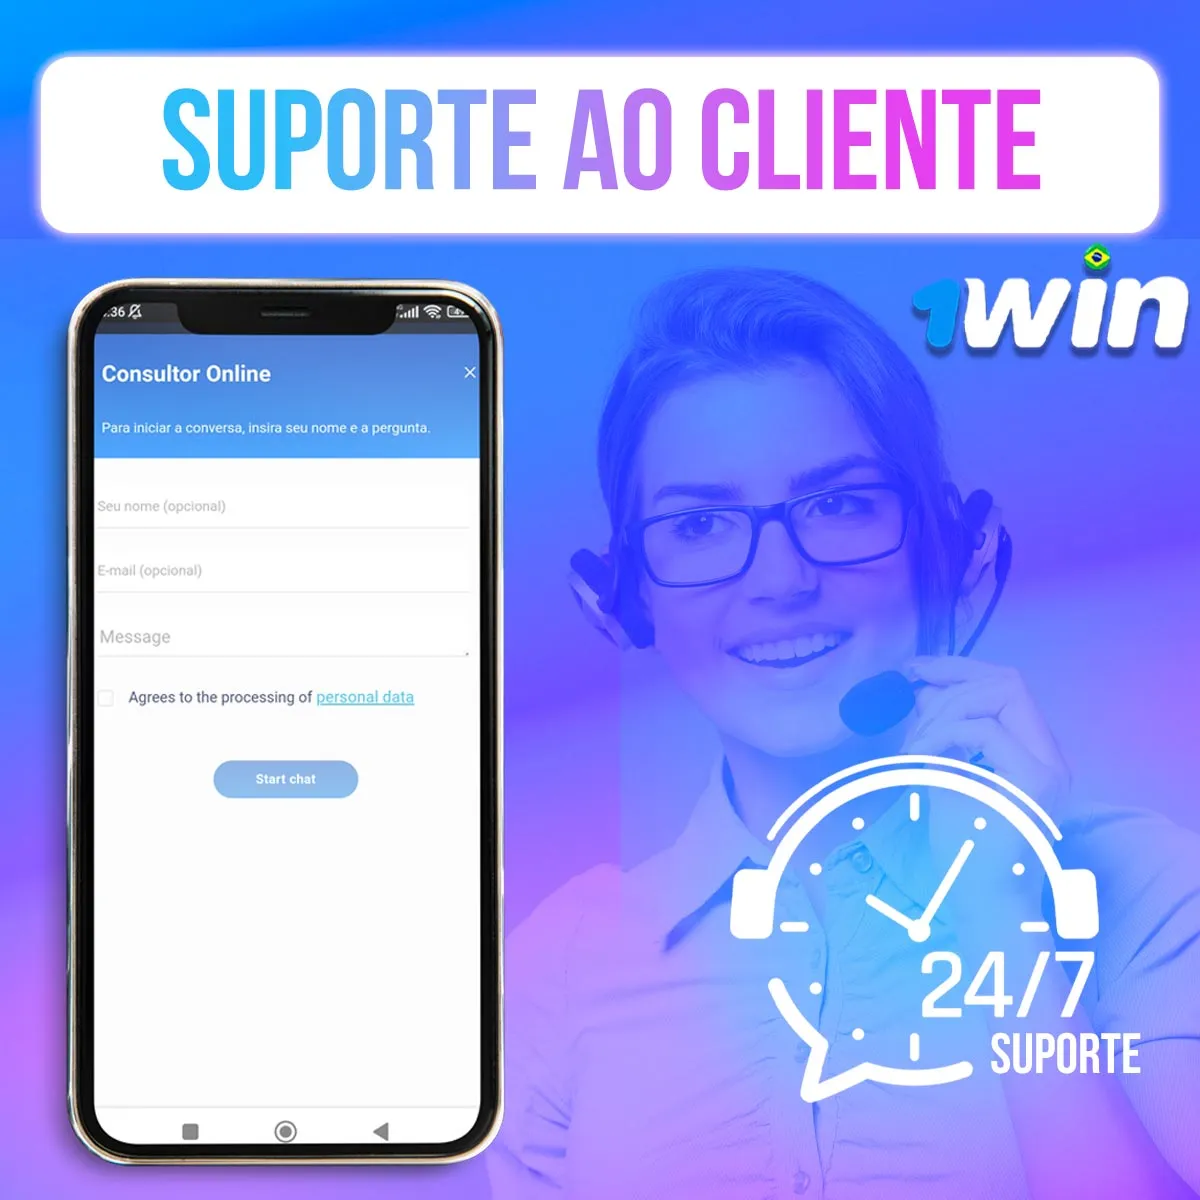 SUPORTE AO CLIENTE
1win
:36
Consultor Online
Para iniciar a conversa, insira seu nome e a pergunta.
Seu nome (opcional)
E-mail (opcional)
Message
Agrees to the processing of personal data
Start chat
24/7
SUPORTE